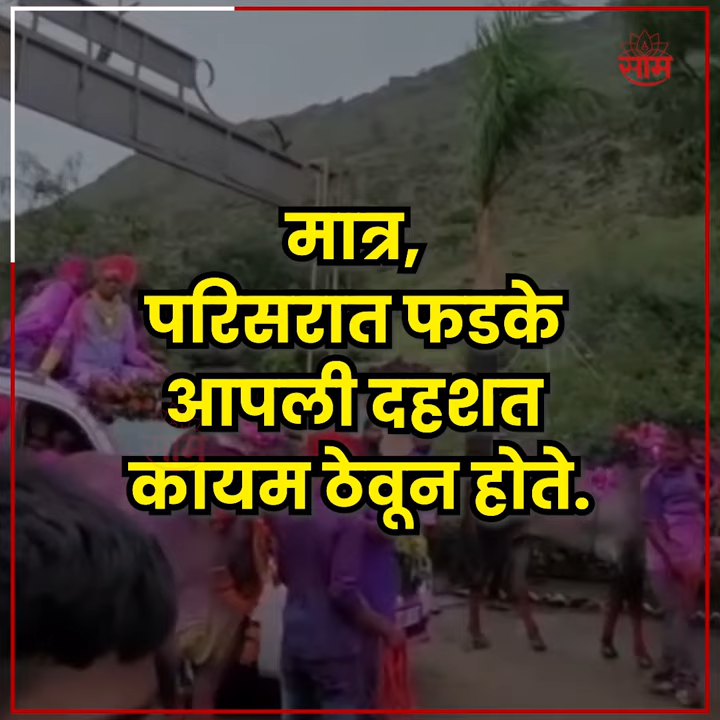 साम
मात्र,
परिसरात फडके
आपली दहशत
कायम ठेवून होते.